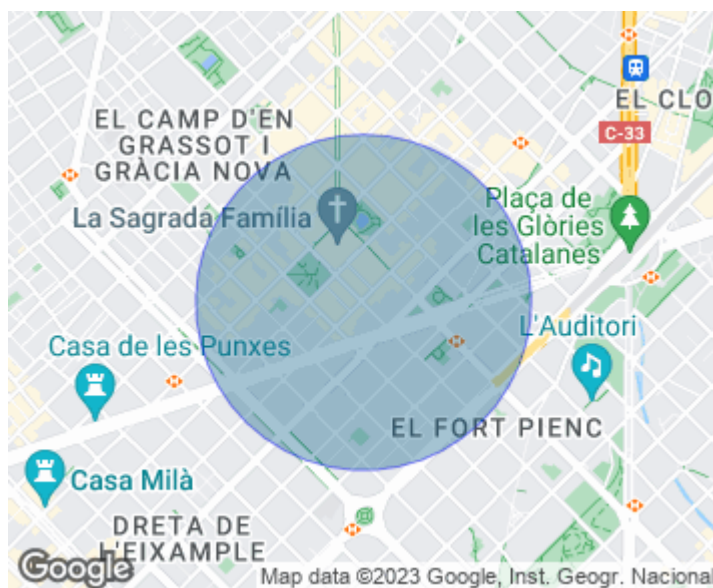 EL CAMP D'EN
GRASSOT I
GRÀCIA NOVA
EL CLO
C-33
La Sagrada Família
Plaça de
les Glòries
Catalanes
L'Auditori
Casa de les Punxes
EL FORT PIENC
Casa Milà
DRETA DE
L'EIXAMPLE
Google
Map data ©2023 Google, Inst. Geogr. Nacional